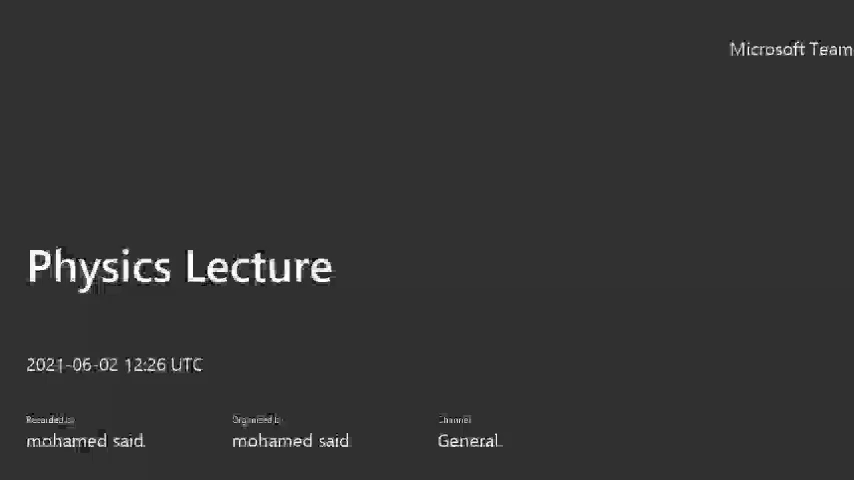 Microsoft Team
Physics Lecture
2021-06-02 12:26 UTC
Recorded by
Organized by
Channel
mohamed said
mohamed said
General